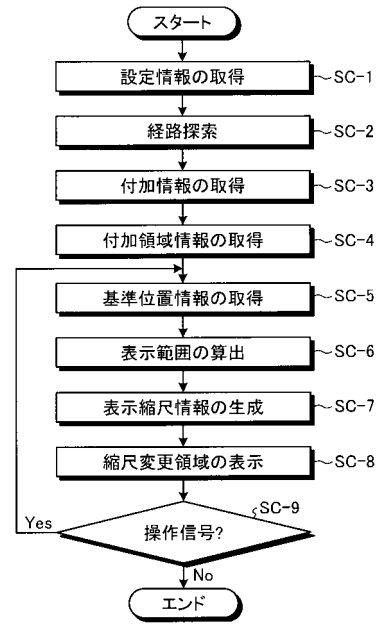 スタート
設定情報の取得 SC-1
経路探索 SC-2
付加情報の取得 SC-3
付加領域情報の取得 SC-4
基準位置情報の取得 SC-5
表示範囲の算出 SC-6
表示縮尺情報の生成 SC-7
縮尺変更領域の表示 SC-8
操作信号? SC-9
Yes
No
エンド